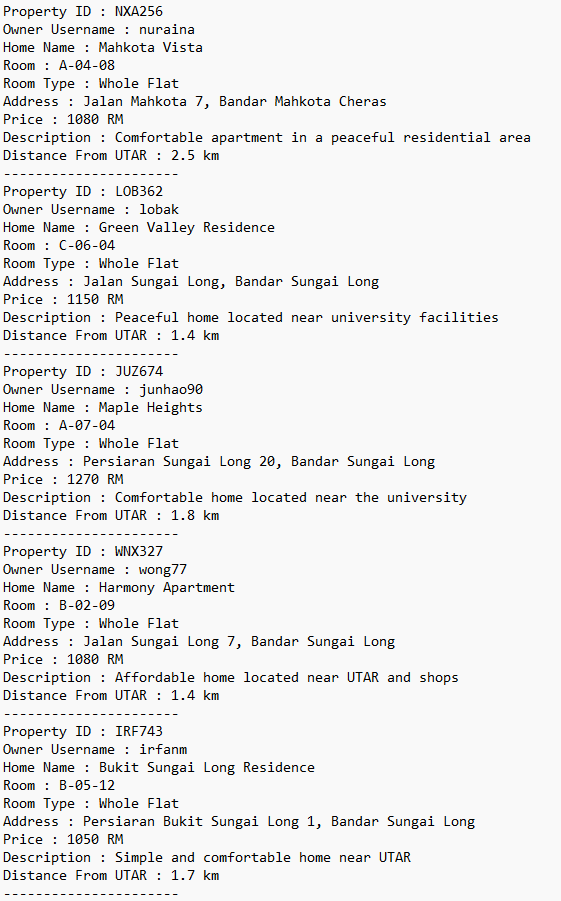 Property ID : NXA256
Owner Username : nuraina
Home Name : Mahkota Vista
Room : A-04-08
Room Type : Whole Flat
Address : Jalan Mahkota 7, Bandar Mahkota Cheras
Price : 1080 RM
Description : Comfortable apartment in a peaceful residential area
Distance From UTAR : 2.5 km
----------------------
Property ID : LOB362
Owner Username : lobak
Home Name : Green Valley Residence
Room : C-06-04
Room Type : Whole Flat
Address : Jalan Sungai Long, Bandar Sungai Long
Price : 1150 RM
Description : Peaceful home located near university facilities
Distance From UTAR : 1.4 km
----------------------
Property ID : JUZ674
Owner Username : junhao90
Home Name : Maple Heights
Room : A-07-04
Room Type : Whole Flat
Address : Persiaran Sungai Long 20, Bandar Sungai Long
Price : 1270 RM
Description : Comfortable home located near the university
Distance From UTAR : 1.8 km
----------------------
Property ID : WNX327
Owner Username : wong77
Home Name : Harmony Apartment
Room : B-02-09
Room Type : Whole Flat
Address : Jalan Sungai Long 7, Bandar Sungai Long
Price : 1080 RM
Description : Affordable home located near UTAR and shops
Distance From UTAR : 1.4 km
----------------------
Property ID : IRF743
Owner Username : irfanm
Home Name : Bukit Sungai Long Residence
Room : B-05-12
Room Type : Whole Flat
Address : Persiaran Bukit Sungai Long 1, Bandar Sungai Long
Price : 1050 RM
Description : Simple and comfortable home near UTAR
Distance From UTAR : 1.7 km
----------------------